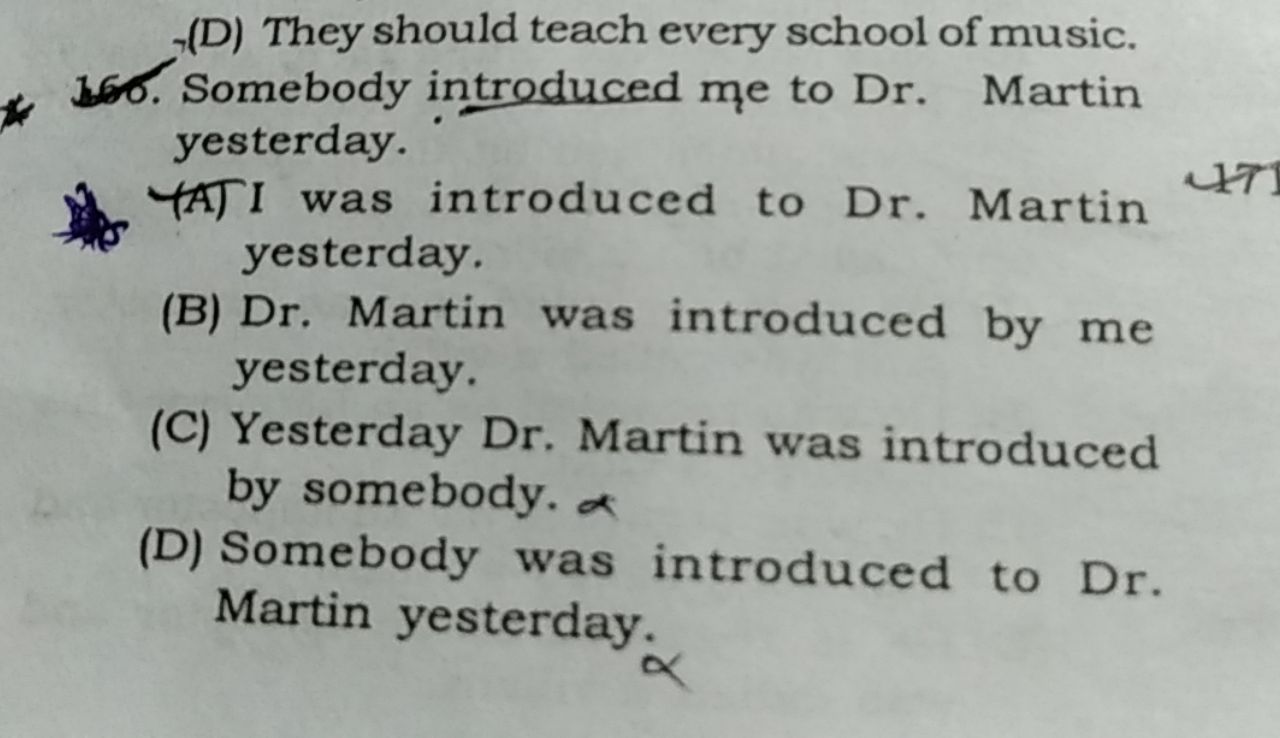 (D) They should teach every school of music.
166. Somebody introduced me to Dr. Martin
yesterday.
171
(A) I was introduced to Dr. Martin
yesterday.
(B) Dr. Martin was introduced by me
yesterday.
(C) Yesterday Dr. Martin was introduced
by somebody.
(D) Somebody was introduced to Dr.
Martin yesterday.